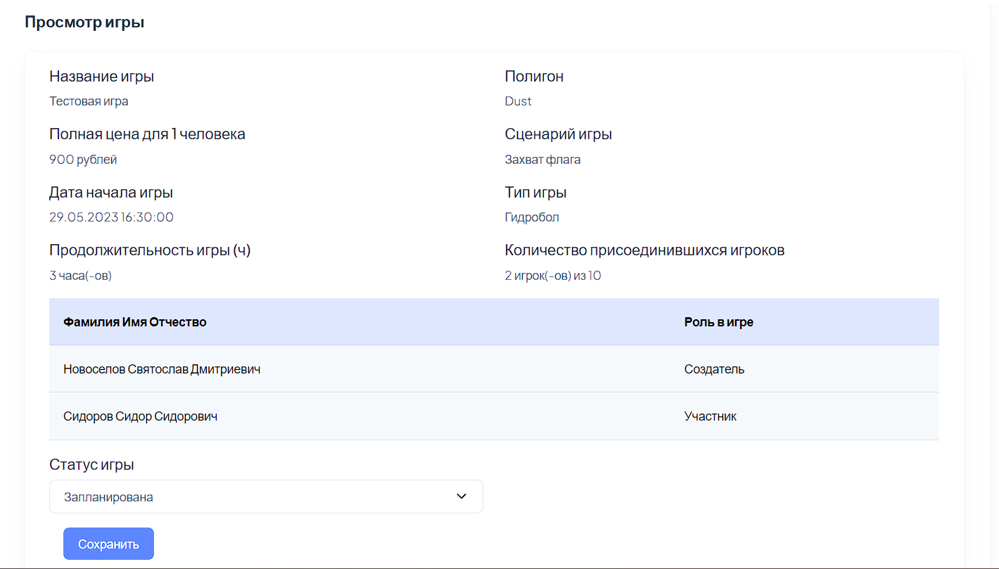 Просмотр игры
Название игры
Полигон
Тестовая игра
Dust
Полная цена для 1 человека
Сценарий игры
900 рублей
Захват флага
Дата начала игры
Тип игры
29.05.2023 16:30:00
Гидробол
Продолжительность игры (ч)
Количество присоединившихся игроков
3 часа(-ов)
2 игрок(-ов) из 10
Фамилия Имя Отчество
Роль в игре
Новоселов Святослав Дмитриевич
Создатель
Сидоров Сидор Сидорович
Участник
Статус игры
Запланирована
Сохранить